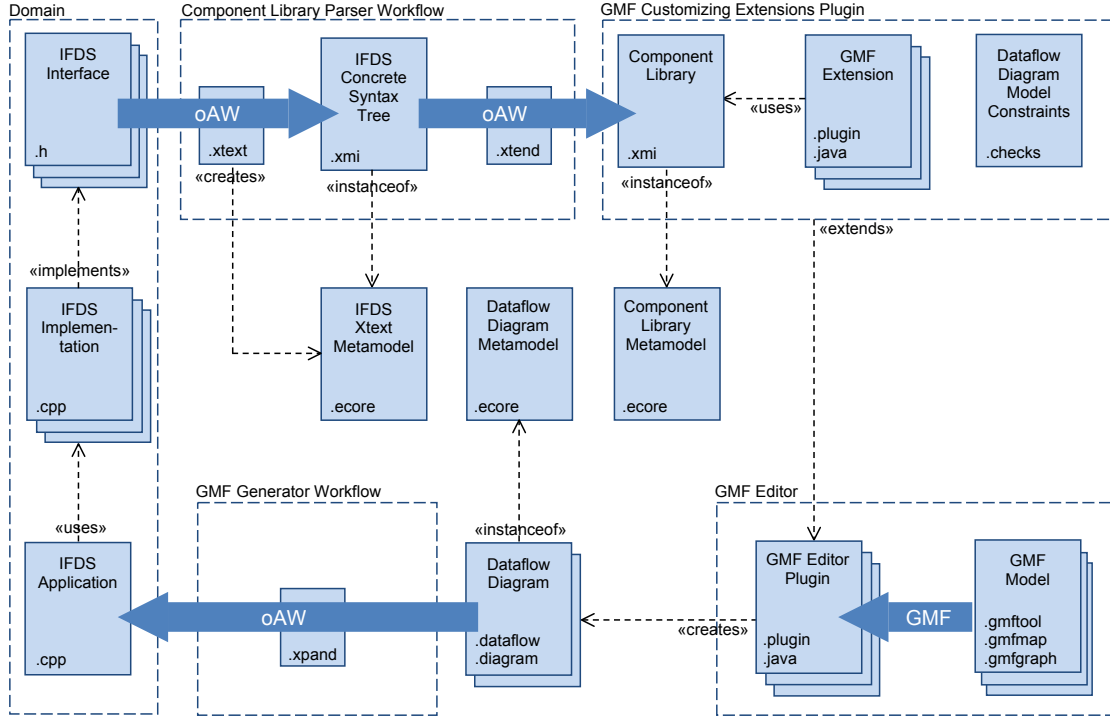 Domain
Component Library Parser Workflow
GMF Customizing Extensions Plugin
IFDS
Interface
.h
oAW
.xtext
«creates»
IFDS
Concrete
Syntax
Tree
.xmi
«instanceof»
oAW
.xtend
Component
Library
.xmi
«instanceof»
«uses»
GMF
Extension
.plugin
.java
Dataflow
Diagram
Model
Constraints
.checks
«extends»
«implements»
IFDS
Implemen-
tation
.cpp
IFDS
Xtext
Metamodel
.ecore
Dataflow
Diagram
Metamodel
.ecore
Component
Library
Metamodel
.ecore
«uses»
GMF Generator Workflow
«instanceof»
GMF Editor
IFDS
Application
.cpp
oAW
.xpand
Dataflow
Diagram
.dataflow
.diagram
«creates»
GMF Editor
Plugin
.plugin
.java
GMF
GMF
Model
.gmftool
.gmfmap
.gmfgraph